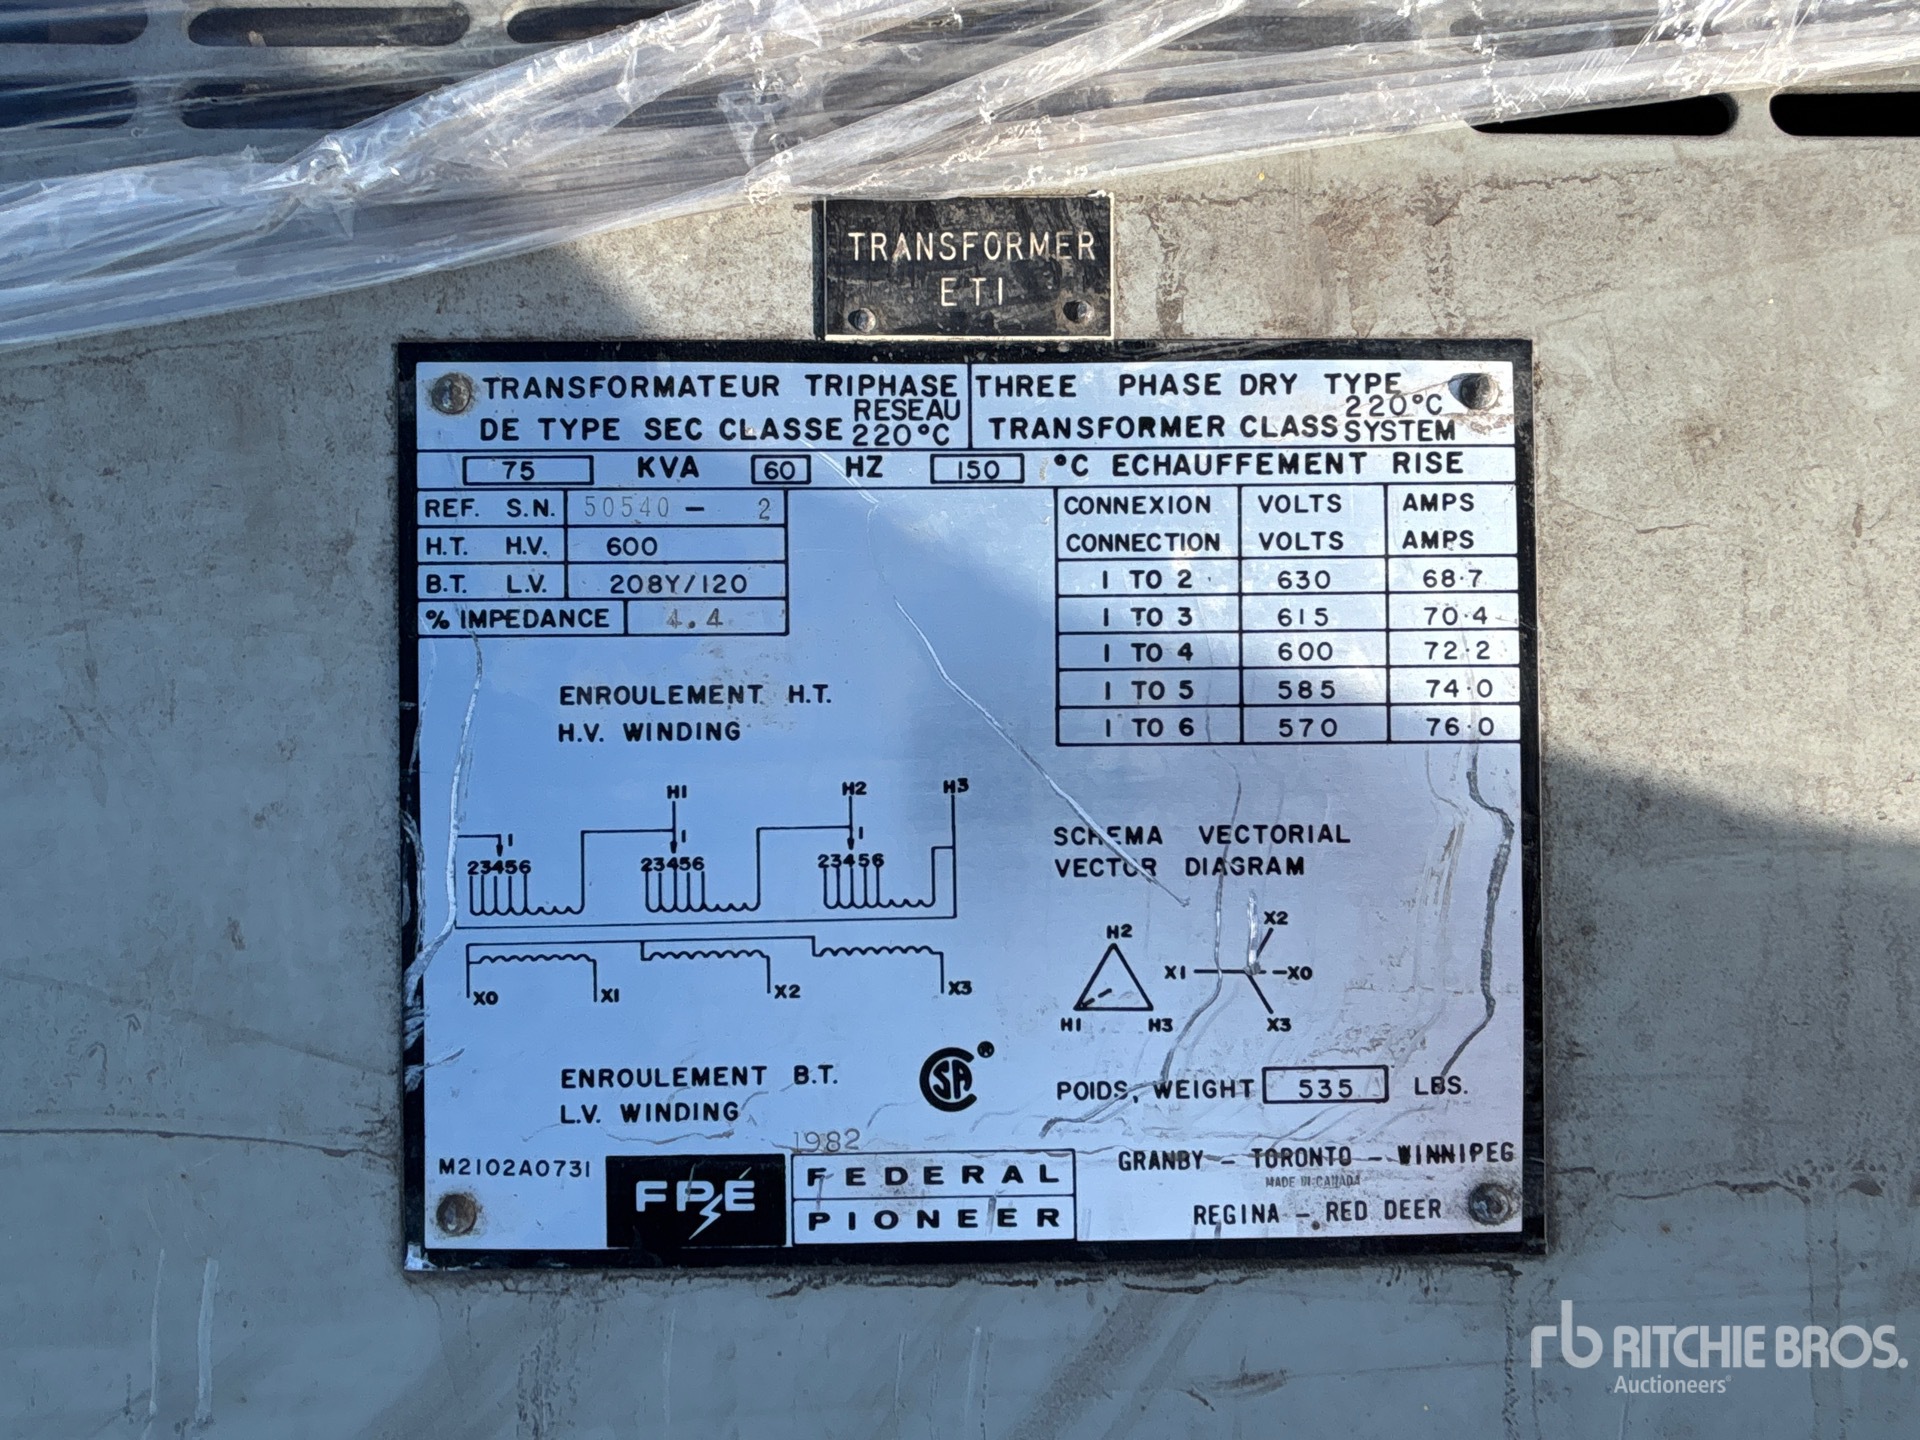 TRANSFORMER
ETI
TRANSFORMATEUR TRIPHASE
DE TYPE SEC CLASSE RESEAU 220°C
THREE PHASE DRY TYPE
TRANSFORMER CLASS 220°C SYSTEM
75 KVA 60 HZ 150 °C ECHAUFFEMENT RISE
REF. S.N. 50540 - 2
H.T. H.V. 600
B.T. L.V. 208Y/120
% IMPEDANCE 4.4
CONNEXION VOLTS AMPS
CONNECTION VOLTS AMPS
1 TO 2 630 68.7
1 TO 3 615 70.4
1 TO 4 600 72.2
1 TO 5 585 74.0
1 TO 6 570 76.0
ENROULEMENT H.T.
H.V. WINDING
H1 H2 H3
1 1 1
23456 23456 23456
X0 X1 X2 X3
ENROULEMENT B.T.
L.V. WINDING
SCHEMA VECTORIAL
VECTOR DIAGRAM
H2
H1 H3
X2
X1 X0
X3
SA ®
POIDS, WEIGHT 535 LBS.
1982
M2102A0731
FPÉ
FEDERAL
PIONEER
GRANBY - TORONTO - WINNIPEG
MADE IN CANADA
REGINA - RED DEER
rb RITCHIE BROS.
Auctioneers